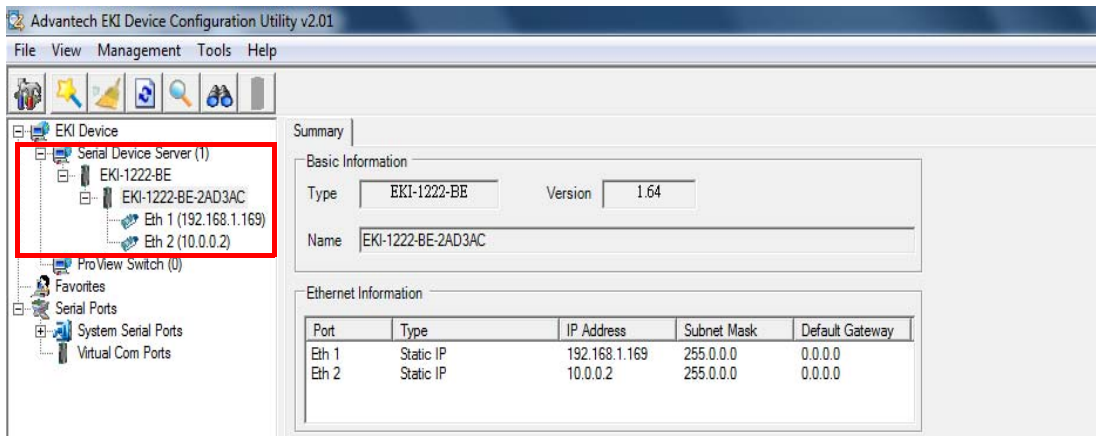 Advantech EKI Device Configuration Utility v2.01
File View Management Tools Help
EKI Device
Serial Device Server (1)
EKI-1222-BE
EKI-1222-BE-2AD3AC
Eth 1 (192.168.1.169)
Eth 2 (10.0.0.2)
ProView Switch (0)
Favorites
Serial Ports
System Serial Ports
Virtual Com Ports
Summary
Basic Information
Type EKI-1222-BE Version 1.64
Name EKI-1222-BE-2AD3AC
Ethernet Information
Port Type IP Address Subnet Mask Default Gateway
Eth 1 Static IP 192.168.1.169 255.0.0.0 0.0.0.0
Eth 2 Static IP 10.0.0.2 255.0.0.0 0.0.0.0